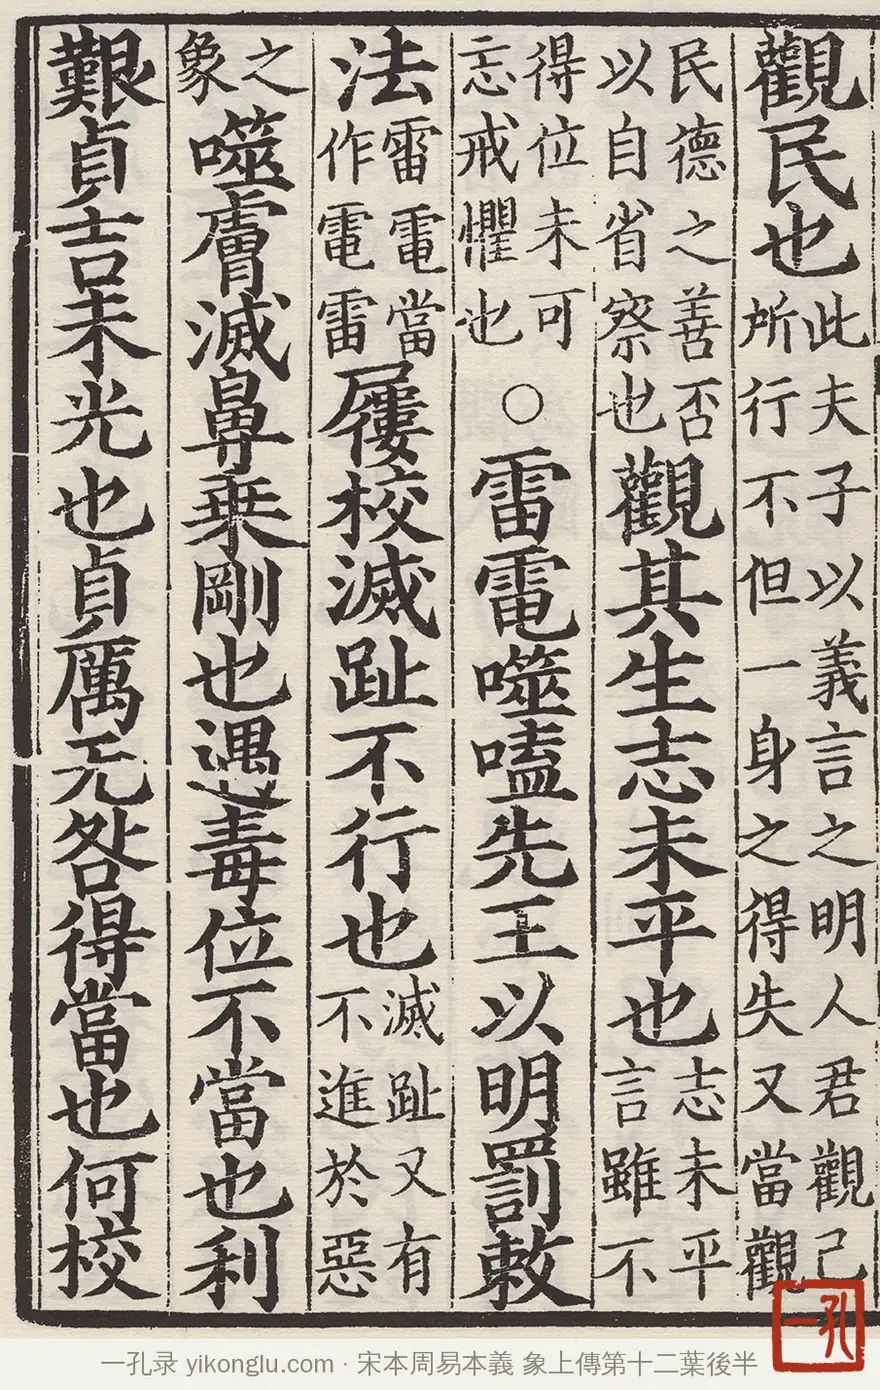 觀民也此夫子以義言之明人君觀己所行不但一身之得失又當觀
民德之善否以自省察也觀其生志未平也志未平言雖不
得位未可忘戒懼也○雷電噬嗑先王以明罰敕
法雷電當作電雷屨校滅趾不行也滅趾又有不進於惡
之象噬膚滅鼻乗剛也遇毒位不當也利
艱貞吉未光也貞厲无咎得當也何校
一孔
一孔录 yikonglu.com · 宋本周易本義 象上傳第十二葉後半